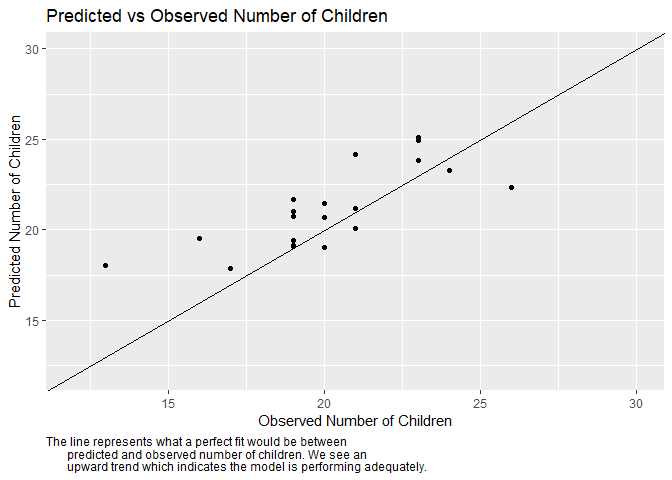 Predicted vs Observed Number of Children
Predicted Number of Children
30
25
20
15
15
20
25
30
Observed Number of Children
The line represents what a perfect fit would be between
predicted and observed number of children. We see an
upward trend which indicates the model is performing adequately.